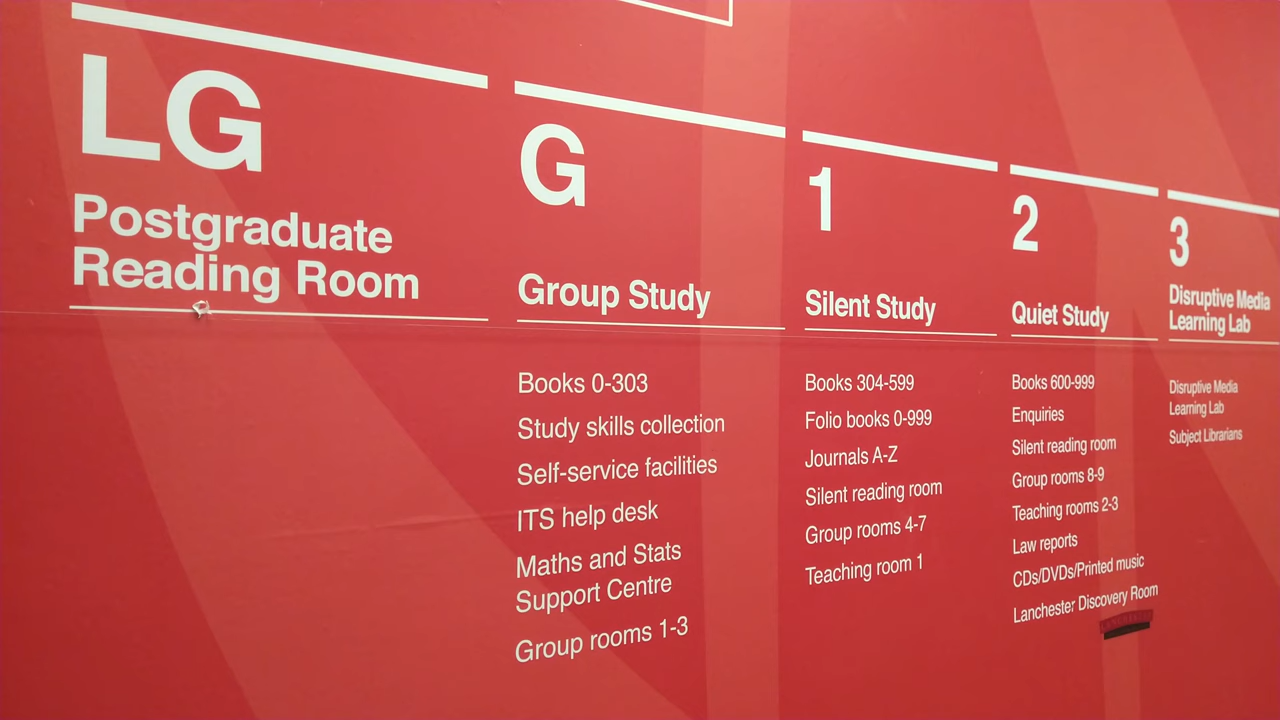 LG
Postgraduate
Reading Room
G
Group Study
Books 0-303
Study skills collection
Self-service facilities
ITS help desk
Maths and Stats
Support Centre
Group rooms 1-3
1
Silent Study
Books 304-599
Folio books 0-999
Journals A-Z
Silent reading room
Group rooms 4-7
Teaching room 1
2
Quiet Study
Books 600-999
Enquiries
Silent reading room
Group rooms 8-9
Teaching rooms 2-3
Law reports
CDs/DVDs/Printed music
Lanchester Discovery Room
3
Disruptive Media
Learning Lab
Disruptive Media
Learning Lab
Subject Librarians